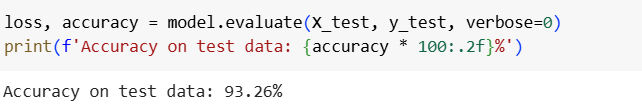 loss, accuracy = model.evaluate(X_test, y_test, verbose=0)
print(f'Accuracy on test data: {accuracy * 100:.2f}%')
Accuracy on test data: 93.26%